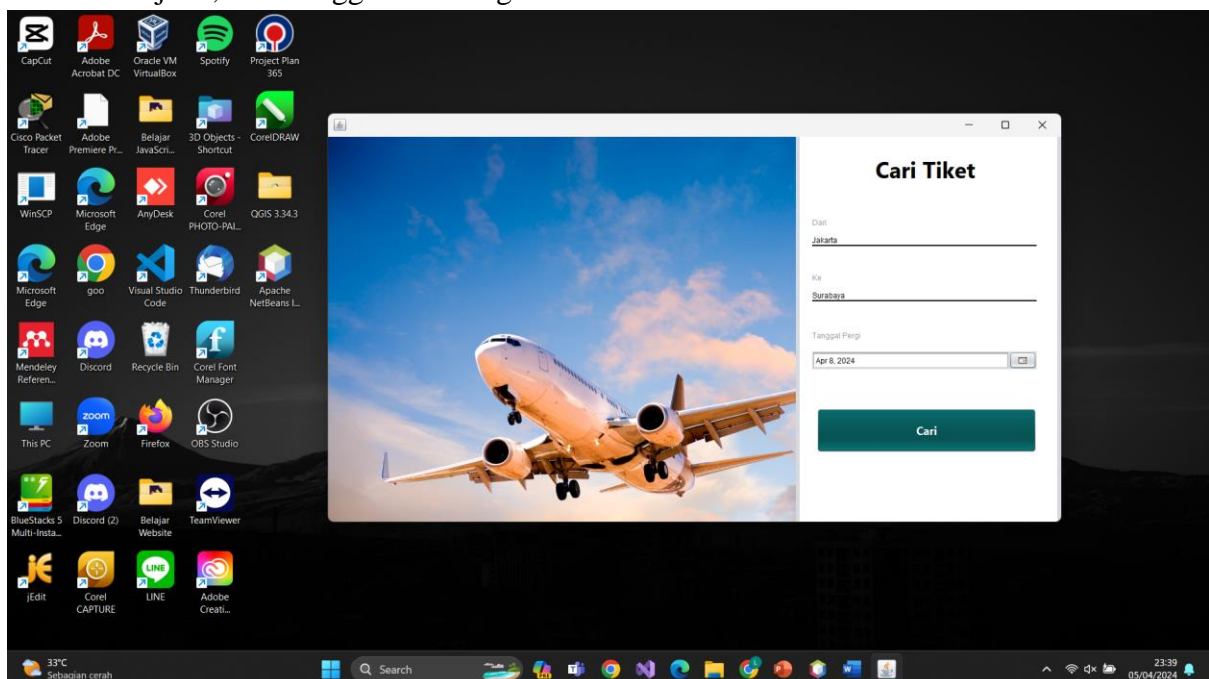 CapCut
Adobe
Acrobat DC
Oracle VM
VirtualBox
Spotify
Project Plan
365
Cisco Packet
Tracer
Adobe
Premiere Pr...
Belajar
JavaScri...
3D Objects -
Shortcut
CorelDRAW
WinSCP
Microsoft
Edge
AnyDesk
Corel
PHOTO-PAI...
QGIS 3.34.3
Microsoft
Edge
goo
Visual Studio
Code
Thunderbird
Apache
NetBeans I...
Mendeley
Referen...
Discord
Recycle Bin
Corel Font
Manager
This PC
zoom
Zoom
Firefox
OBS Studio
BlueStacks 5
Multi-Insta...
Discord (2)
Belajar
Website
TeamViewer
jEdit
Corel
CAPTURE
LINE
LINE
Adobe
Creati...
Cari Tiket
Dari
Jakarta
Ke
Surabaya
Tanggal Pergi
Apr 8, 2024
Cari
33°C
Sebagian cerah
Search
23:39
05/04/2024